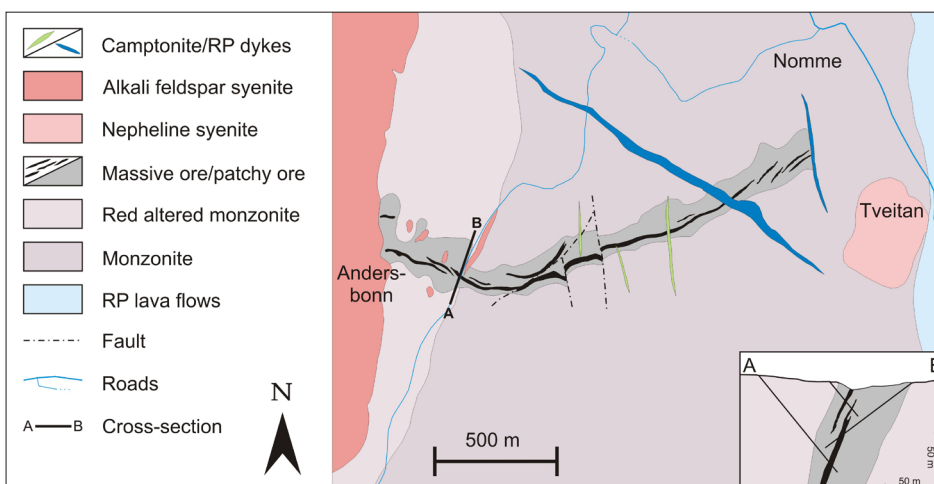 Camptonite/RP dykes
Alkali feldspar syenite
Nepheline syenite
Massive ore/patchy ore
Red altered monzonite
Monzonite
RP lava flows
Fault
Roads
A B Cross-section
N
500 m
Nomme
Tveitan
B
Anders-
bonn
A
A
50 m
50 m